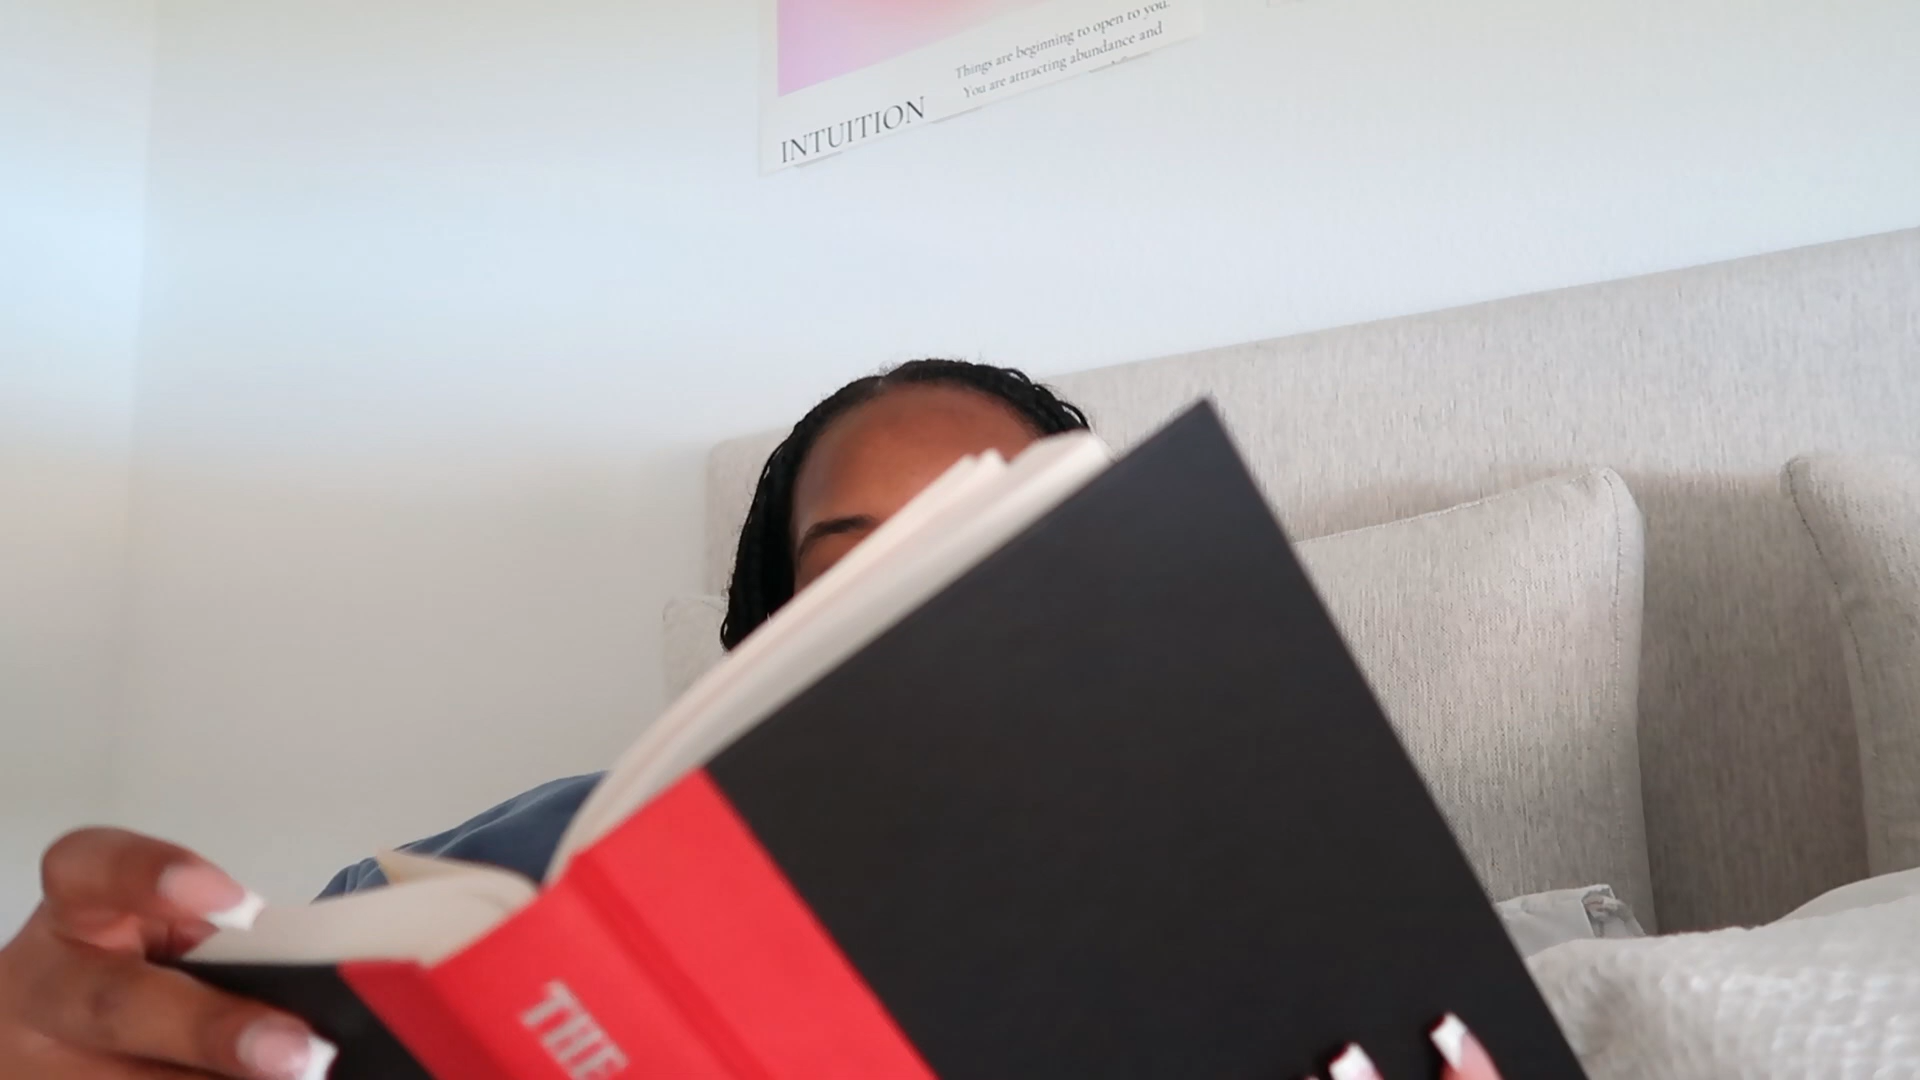 Things are beginning to open to you.
You are attracting abundance and
INTUITION
THE